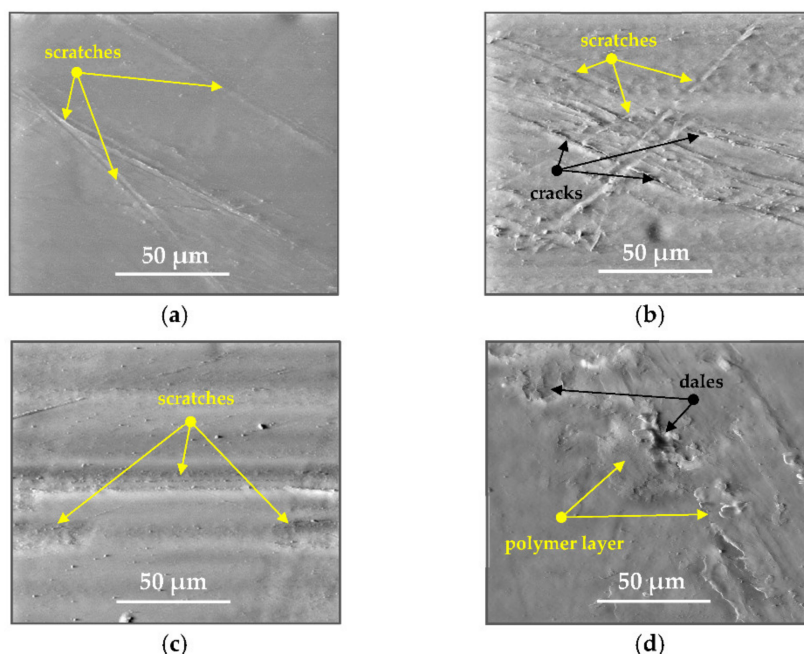 scratches
50 μm
(a)
scratches
cracks
50 μm
(b)
scratches
50 μm
(c)
dales
polymer layer
50 μm
(d)